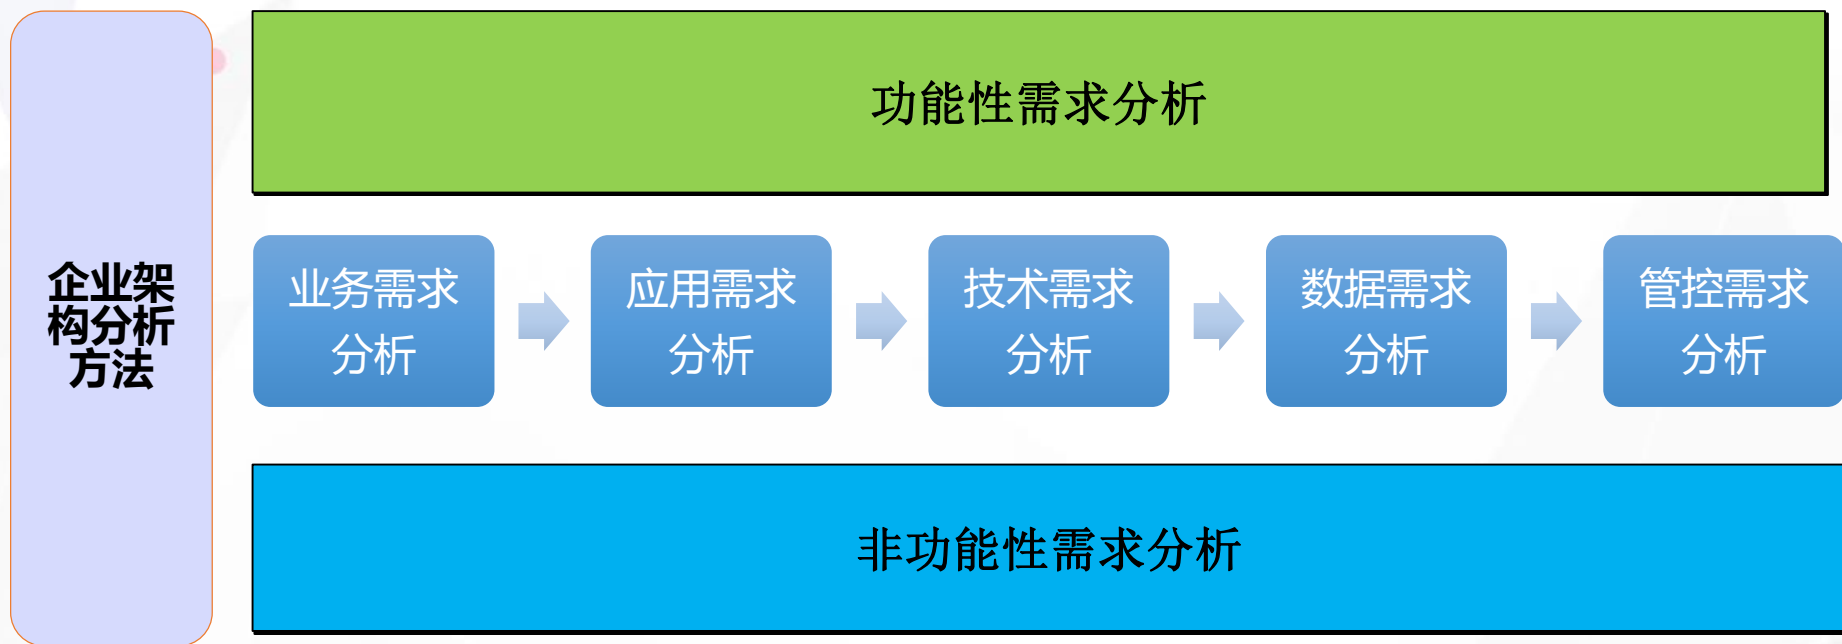 企业架
构分析
方法
功能性需求分析
业务需求
分析
应用需求
分析
技术需求
分析
数据需求
分析
管控需求
分析
非功能性需求分析